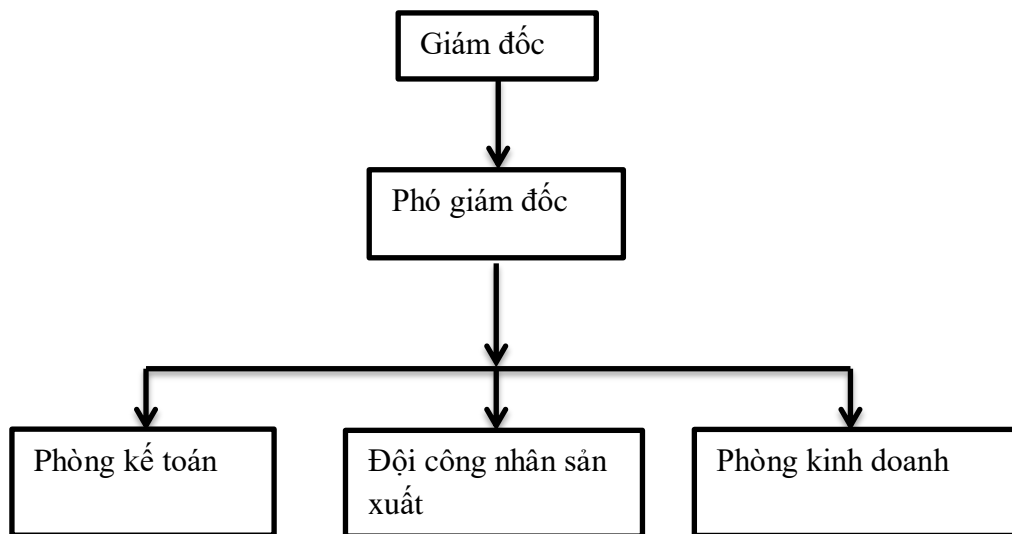 Giám đốc
Phó giám đốc
Phòng kế toán
Đội công nhân sản
xuất
Phòng kinh doanh